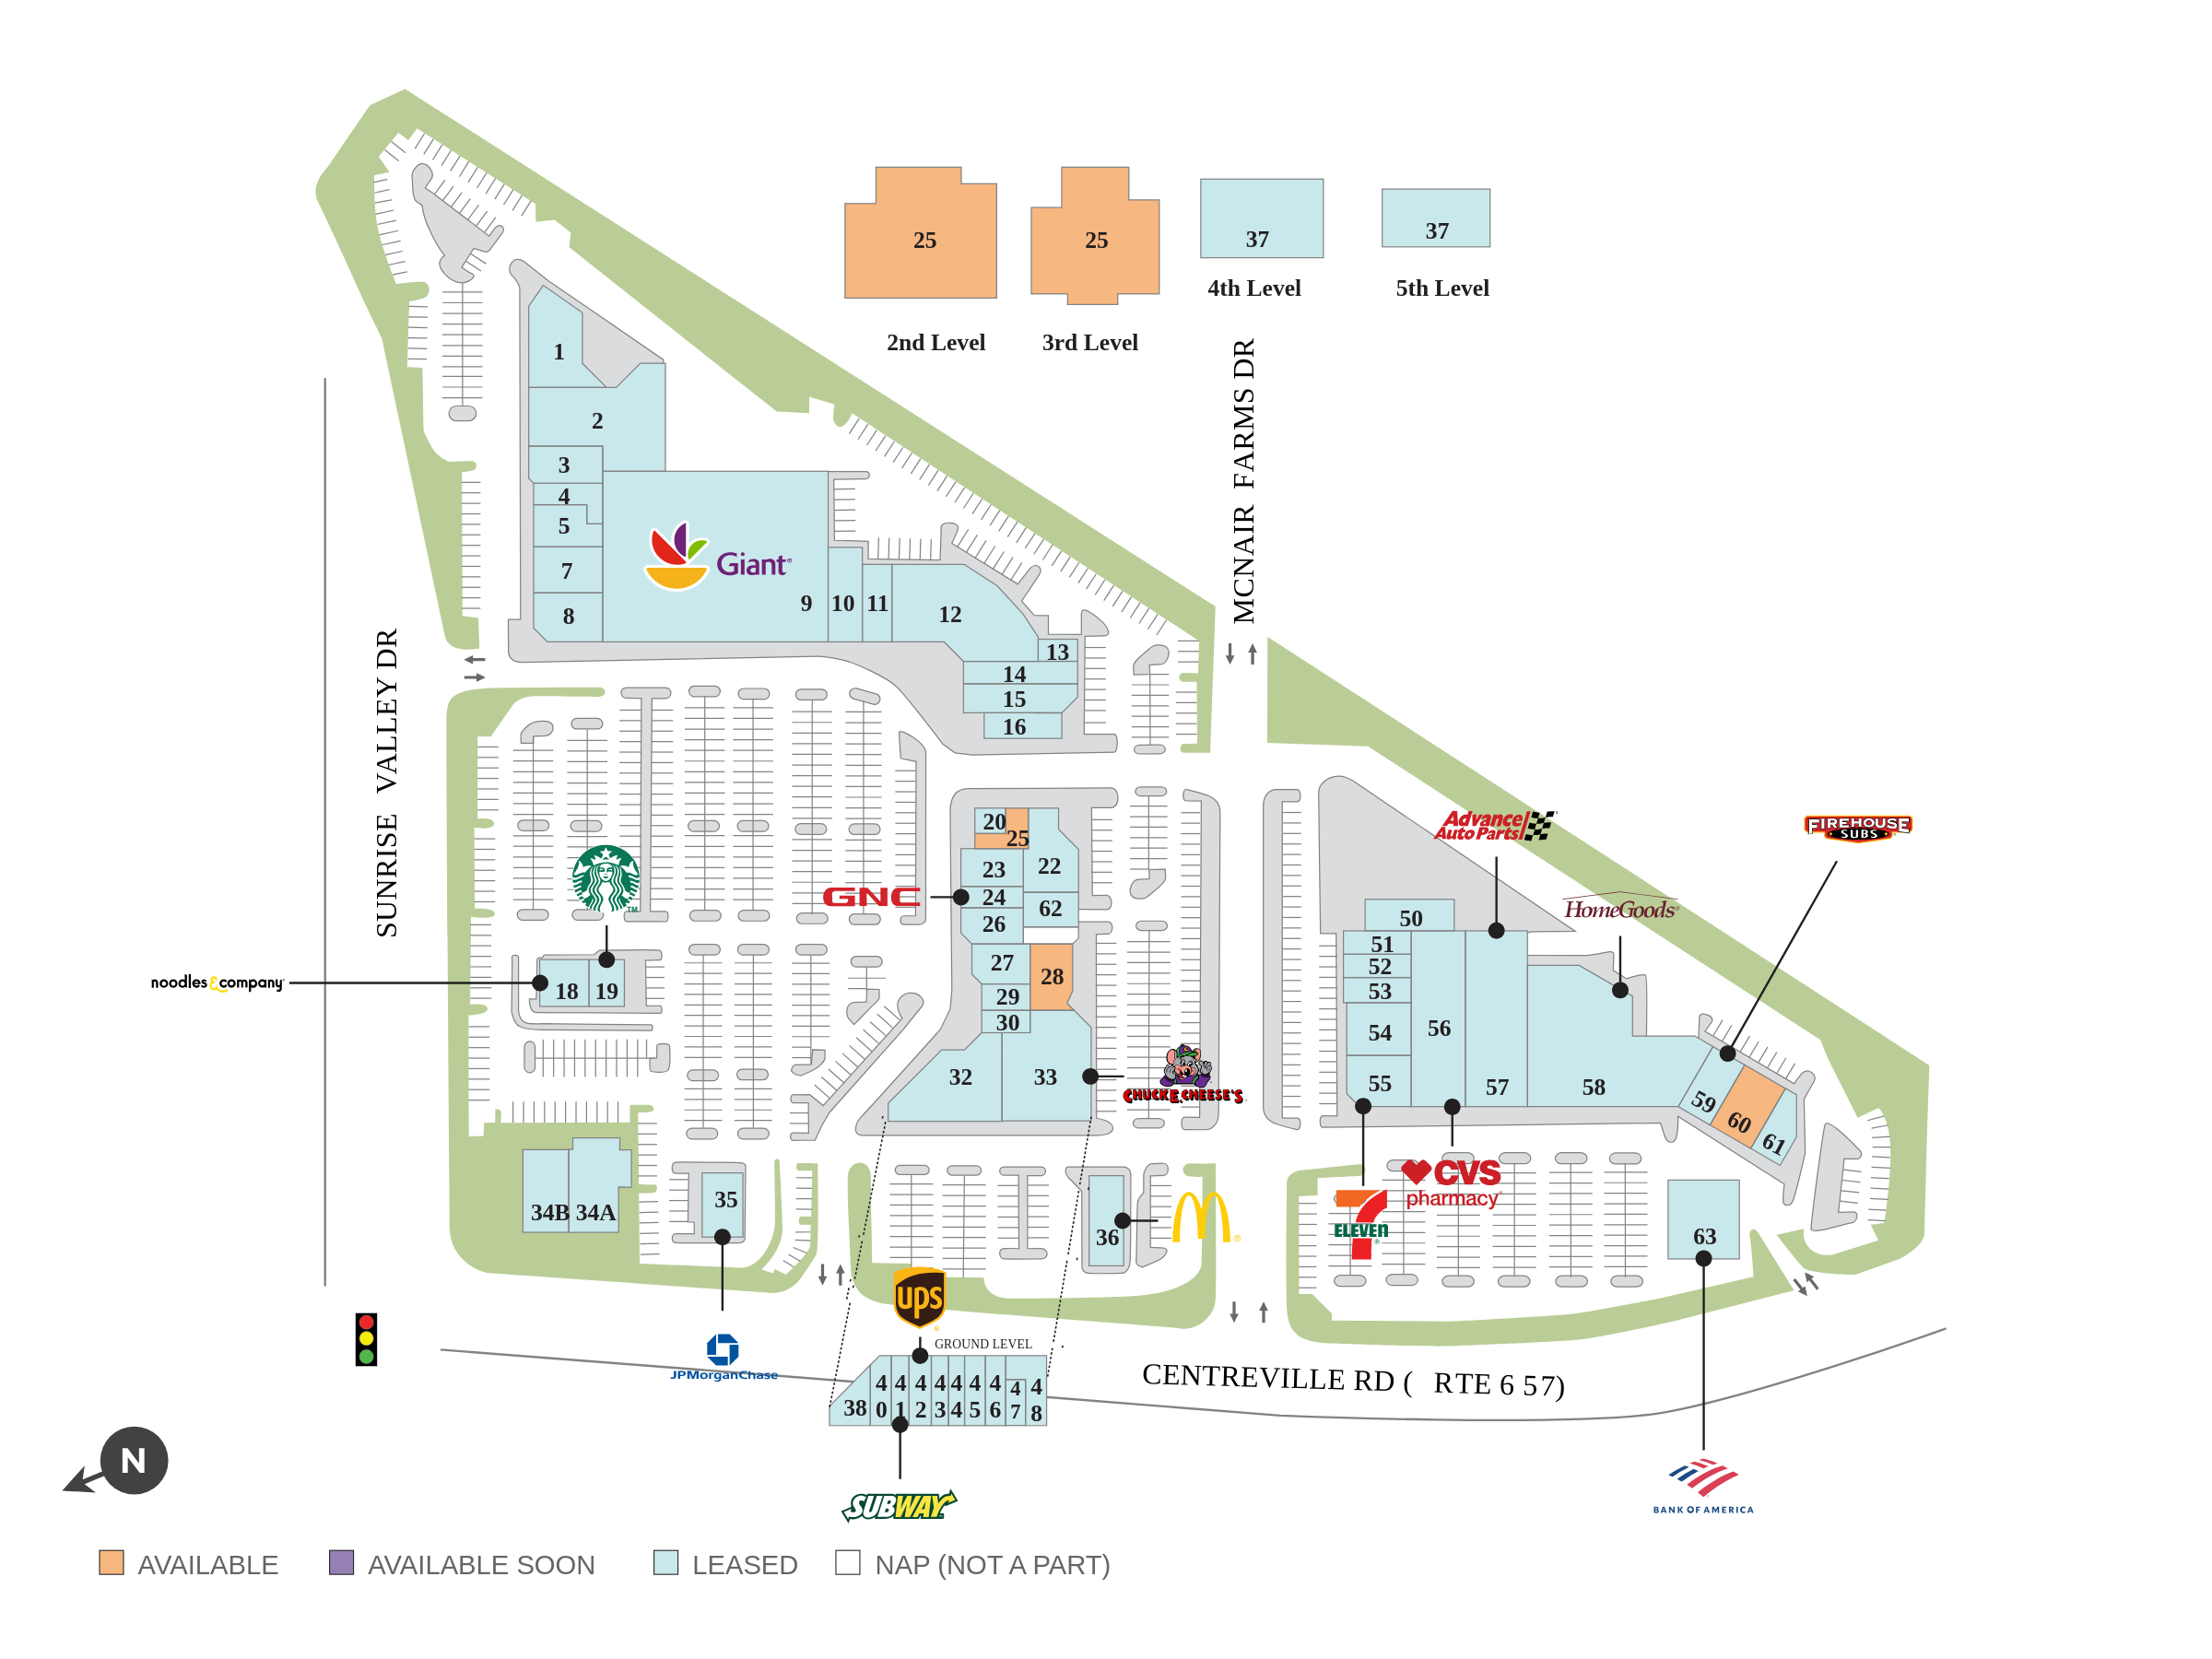 25
25
37
37
4th Level
5th Level
2nd Level
3rd Level
MCNAIR FARMS DR
SUNRISE VALLEY DR
1
2
3
4
5
7
8
Giant®
9
10
11
12
13
14
15
16
20
25
23
22
24
62
26
27
28
29
30
32
33
GNC
TM
noodles&company
18
19
CHUCK E. CHEESE'S
Advance
Auto Parts
FIREHOUSE
SUBS
HomeGoods®
50
51
52
53
54
55
56
57
58
59
60
61
34B
34A
35
36
®
7
ELEVEn
®
CVS
pharmacy®
63
ups
®
GROUND LEVEL
JPMorganChase
38
40
41
42
43
44
45
46
47
48
CENTREVILLE RD ( RTE 6 57)
SUBWAY
BANK OF AMERICA
N
AVAILABLE
AVAILABLE SOON
LEASED
NAP (NOT A PART)